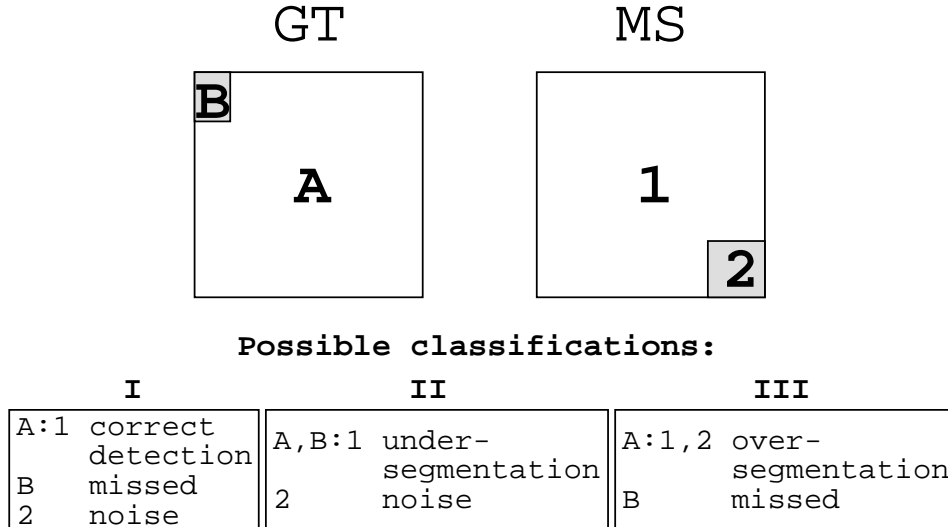 GT MS
B
A 1
2
Possible classifications:
I II III
A:1 correct
detection
B missed
2 noise
A,B:1 under-
segmentation
2 noise
A:1,2 over-
segmentation
B missed